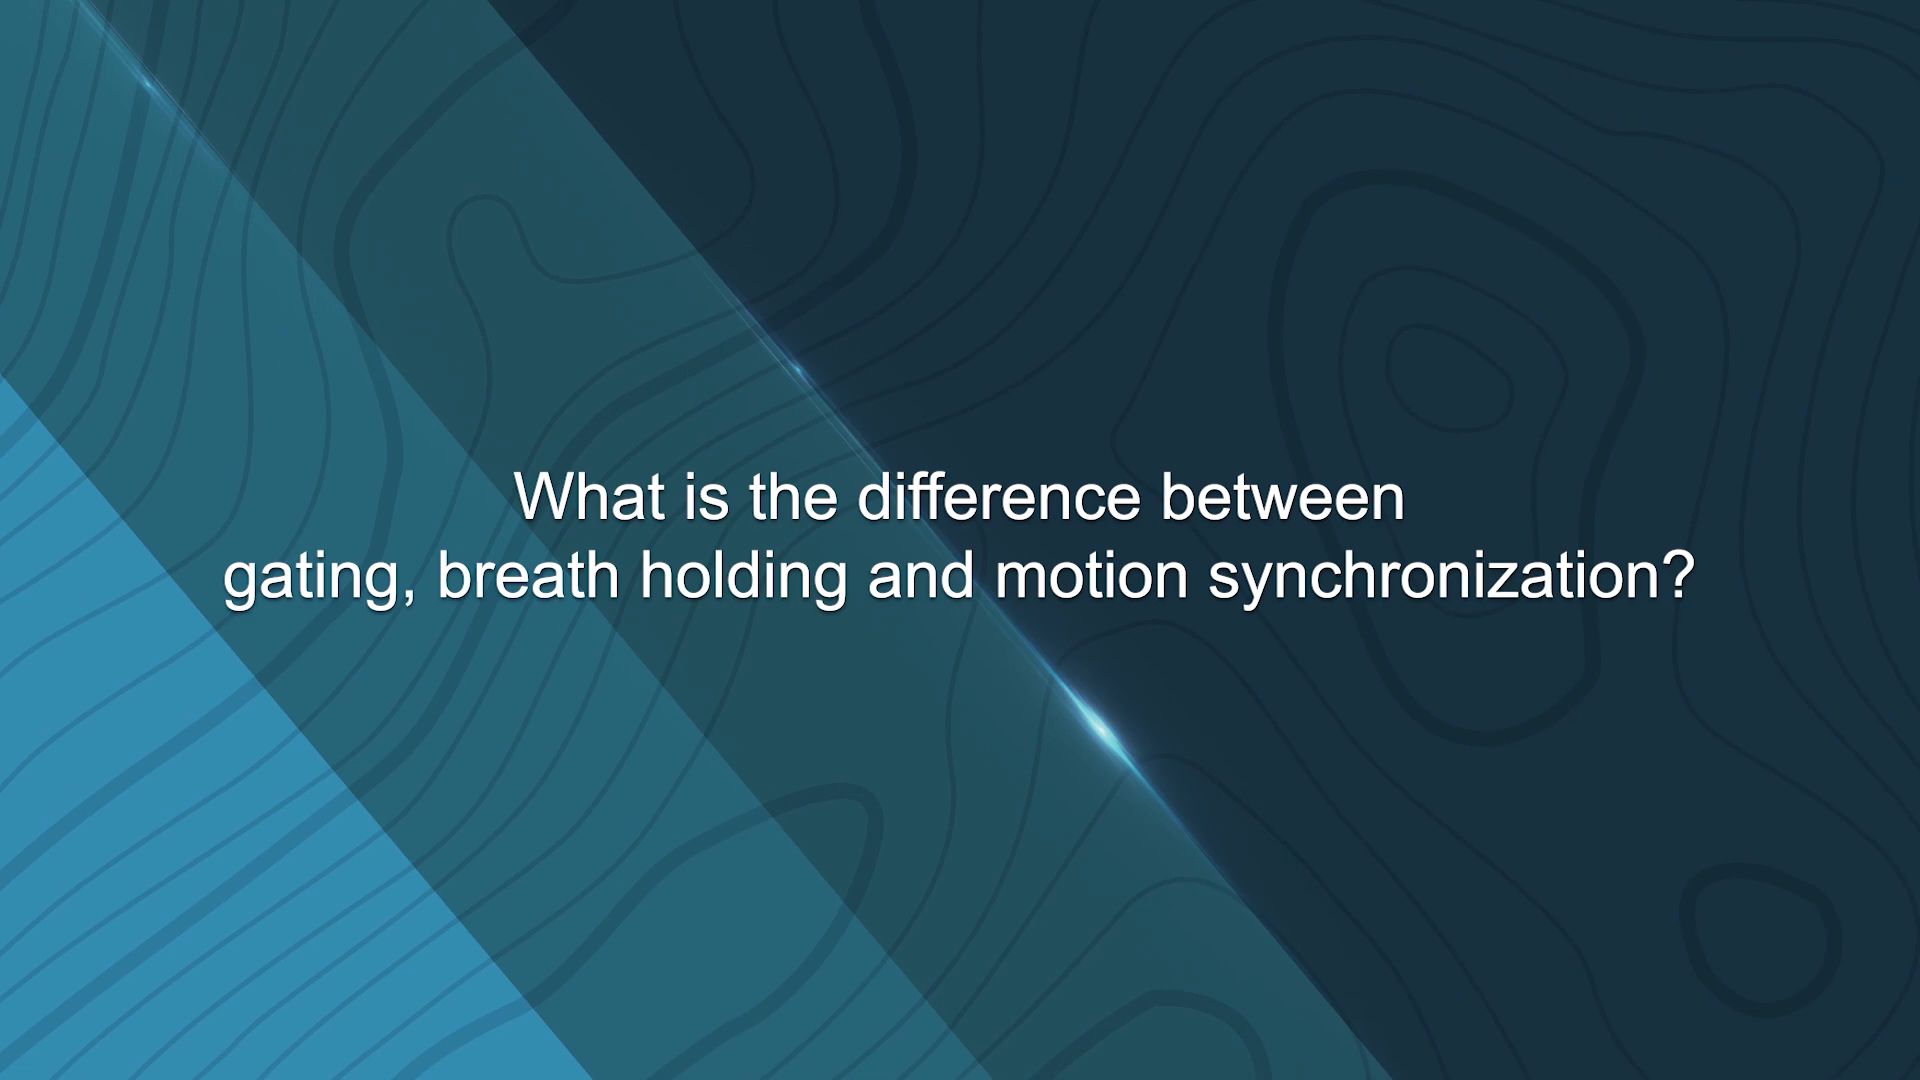 What is the difference between
gating, breath holding and motion synchronization?